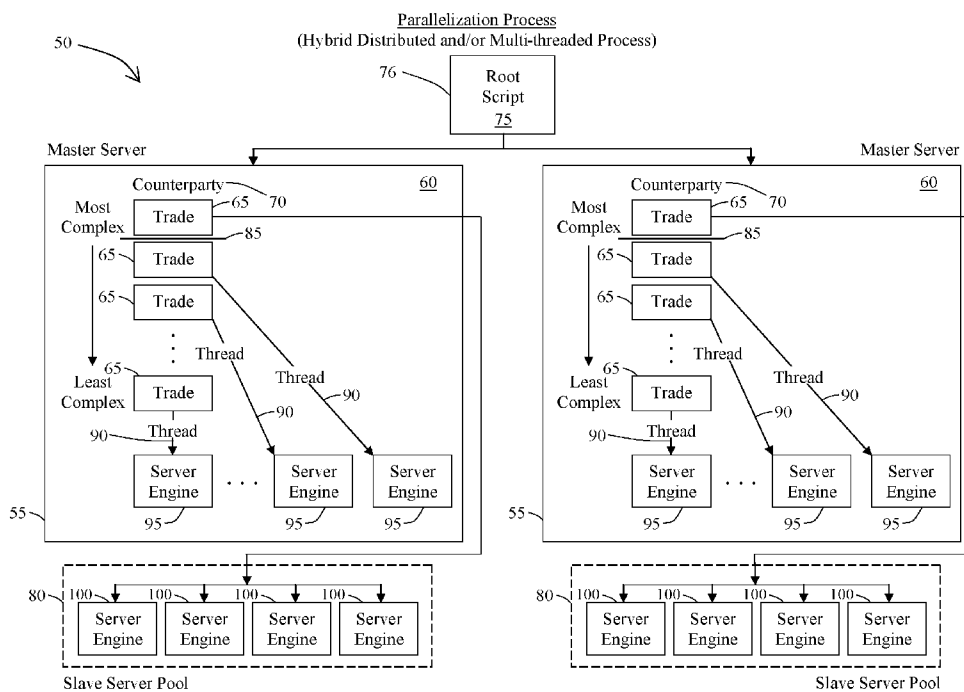 Parallelization Process
(Hybrid Distributed and/or Multi-threaded Process)
50
76
Root
Script
75
Master Server
Master Server
60
Counterparty
70
65
Most
Complex
Trade
85
65
Trade
65
Trade
Thread
Thread
65
Least
Complex
Trade
90
90
90
Thread
Server
Engine
. . .
Server
Engine
Server
Engine
55
95
95
95
60
Counterparty
70
65
Most
Complex
Trade
85
65
Trade
65
Trade
Thread
Thread
65
Least
Complex
Trade
90
90
90
Thread
Server
Engine
. . .
Server
Engine
Server
Engine
55
95
95
95
80
100
100
100
100
Server
Engine
Server
Engine
Server
Engine
Server
Engine
Slave Server Pool
80
100
100
100
100
Server
Engine
Server
Engine
Server
Engine
Server
Engine
Slave Server Pool